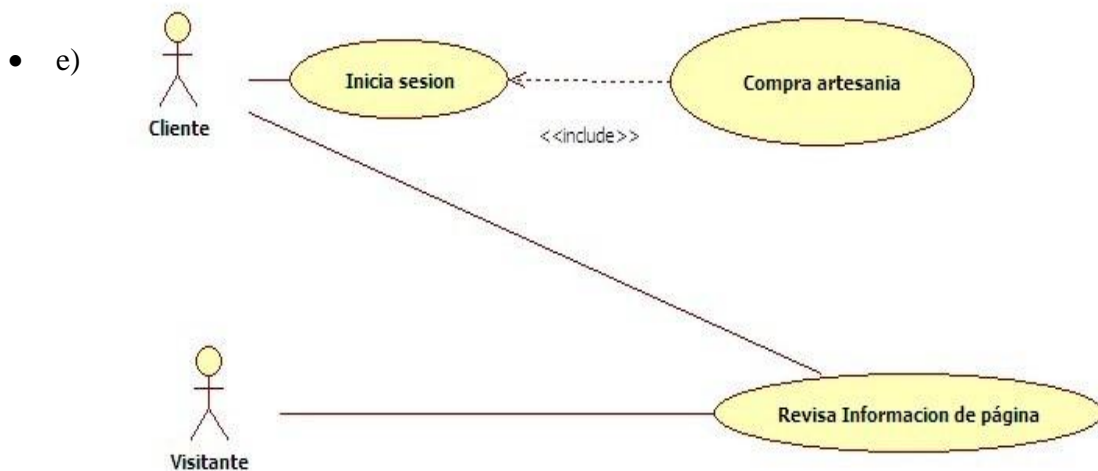 • e)
Inicia sesion
Compra artesania
Cliente
<<include>>
Revisa Informacion de página
Visitante